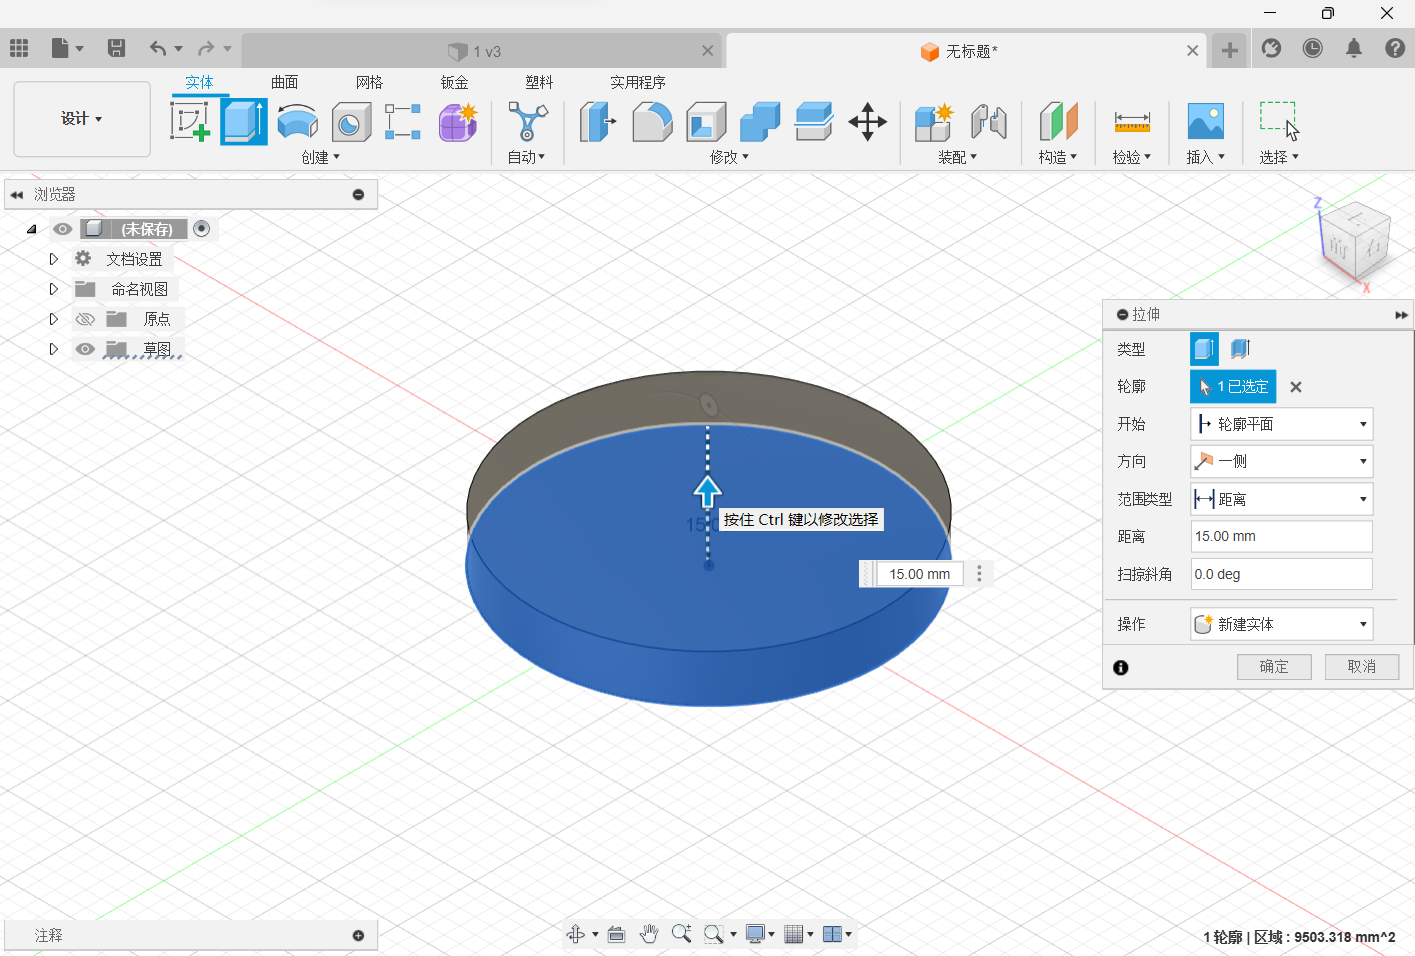 1 v3
无标题*
设计
实体
曲面
网格
钣金
塑料
实用程序
创建
自动
修改
装配
构造
检验
插入
选择
浏览器
(未保存)
文档设置
命名视图
原点
草图
Z
X
拉伸
类型
轮廓
1 已选定
开始
轮廓平面
方向
一侧
范围类型
距离
距离
15.00 mm
扫掠斜角
0.0 deg
操作
新建实体
确定
取消
按住 Ctrl 键以修改选择
15.00 mm
注释
1 轮廓 | 区域 : 9503.318 mm^2